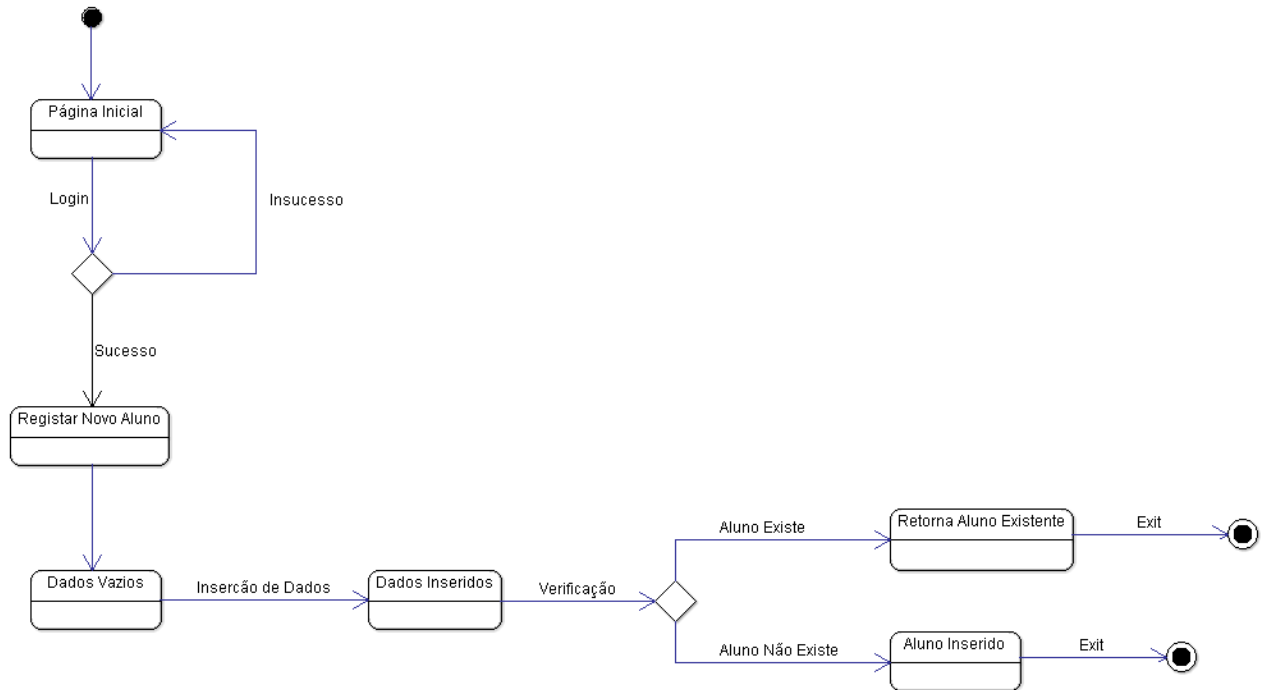 Página Inicial
Login
Insucesso
Sucesso
Registar Novo Aluno
Dados Vazios
Insercão de Dados
Dados Inseridos
Verificação
Aluno Existe
Retorna Aluno Existente
Exit
Aluno Não Existe
Aluno Inserido
Exit